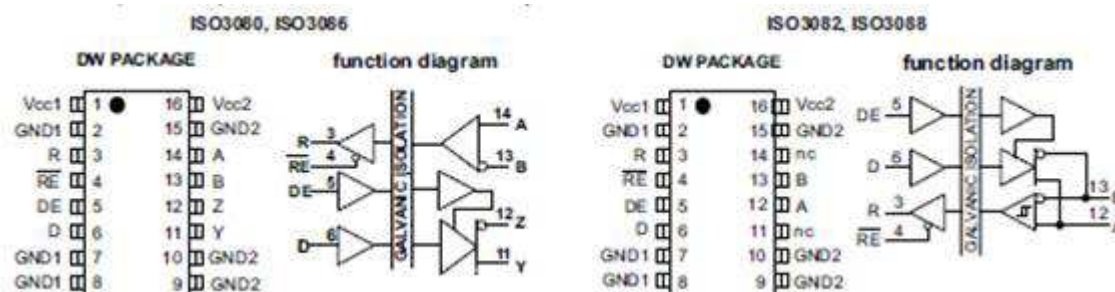 ISO3080, ISO3086
DW PACKAGE
function diagram
Vcc1 1 16 Vcc2
GND1 2 15 GND2
R 3 14 A
RE 4 13 B
DE 5 12 Z
D 6 11 Y
GND1 7 10 GND2
GND1 8 9 GND2
R 3
RE 4
DE 5
D 6
GALVANIC ISOLATION
14 A
13 B
12 Z
11 Y
ISO3082, ISO3088
DW PACKAGE
function diagram
Vcc1 1 16 Vcc2
GND1 2 15 GND2
R 3 14 nc
RE 4 13 B
DE 5 12 A
D 6 11 nc
GND1 7 10 GND2
GND1 8 9 GND2
DE 5
D 6
R 3
RE 4
GALVANIC ISOLATION
13
12